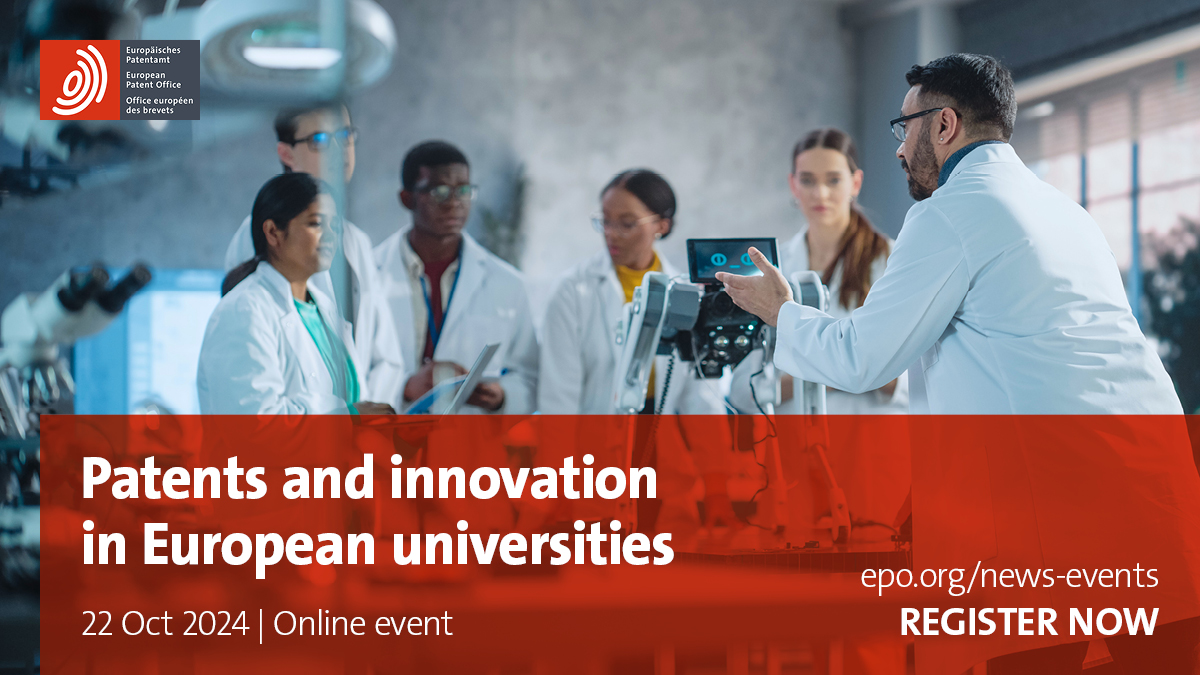 Europäisches
Patentamt
European
Patent Office
Office européen
des brevets
Patents and innovation
in European universities
22 Oct 2024 | Online event
epo.org/news-events
REGISTER NOW